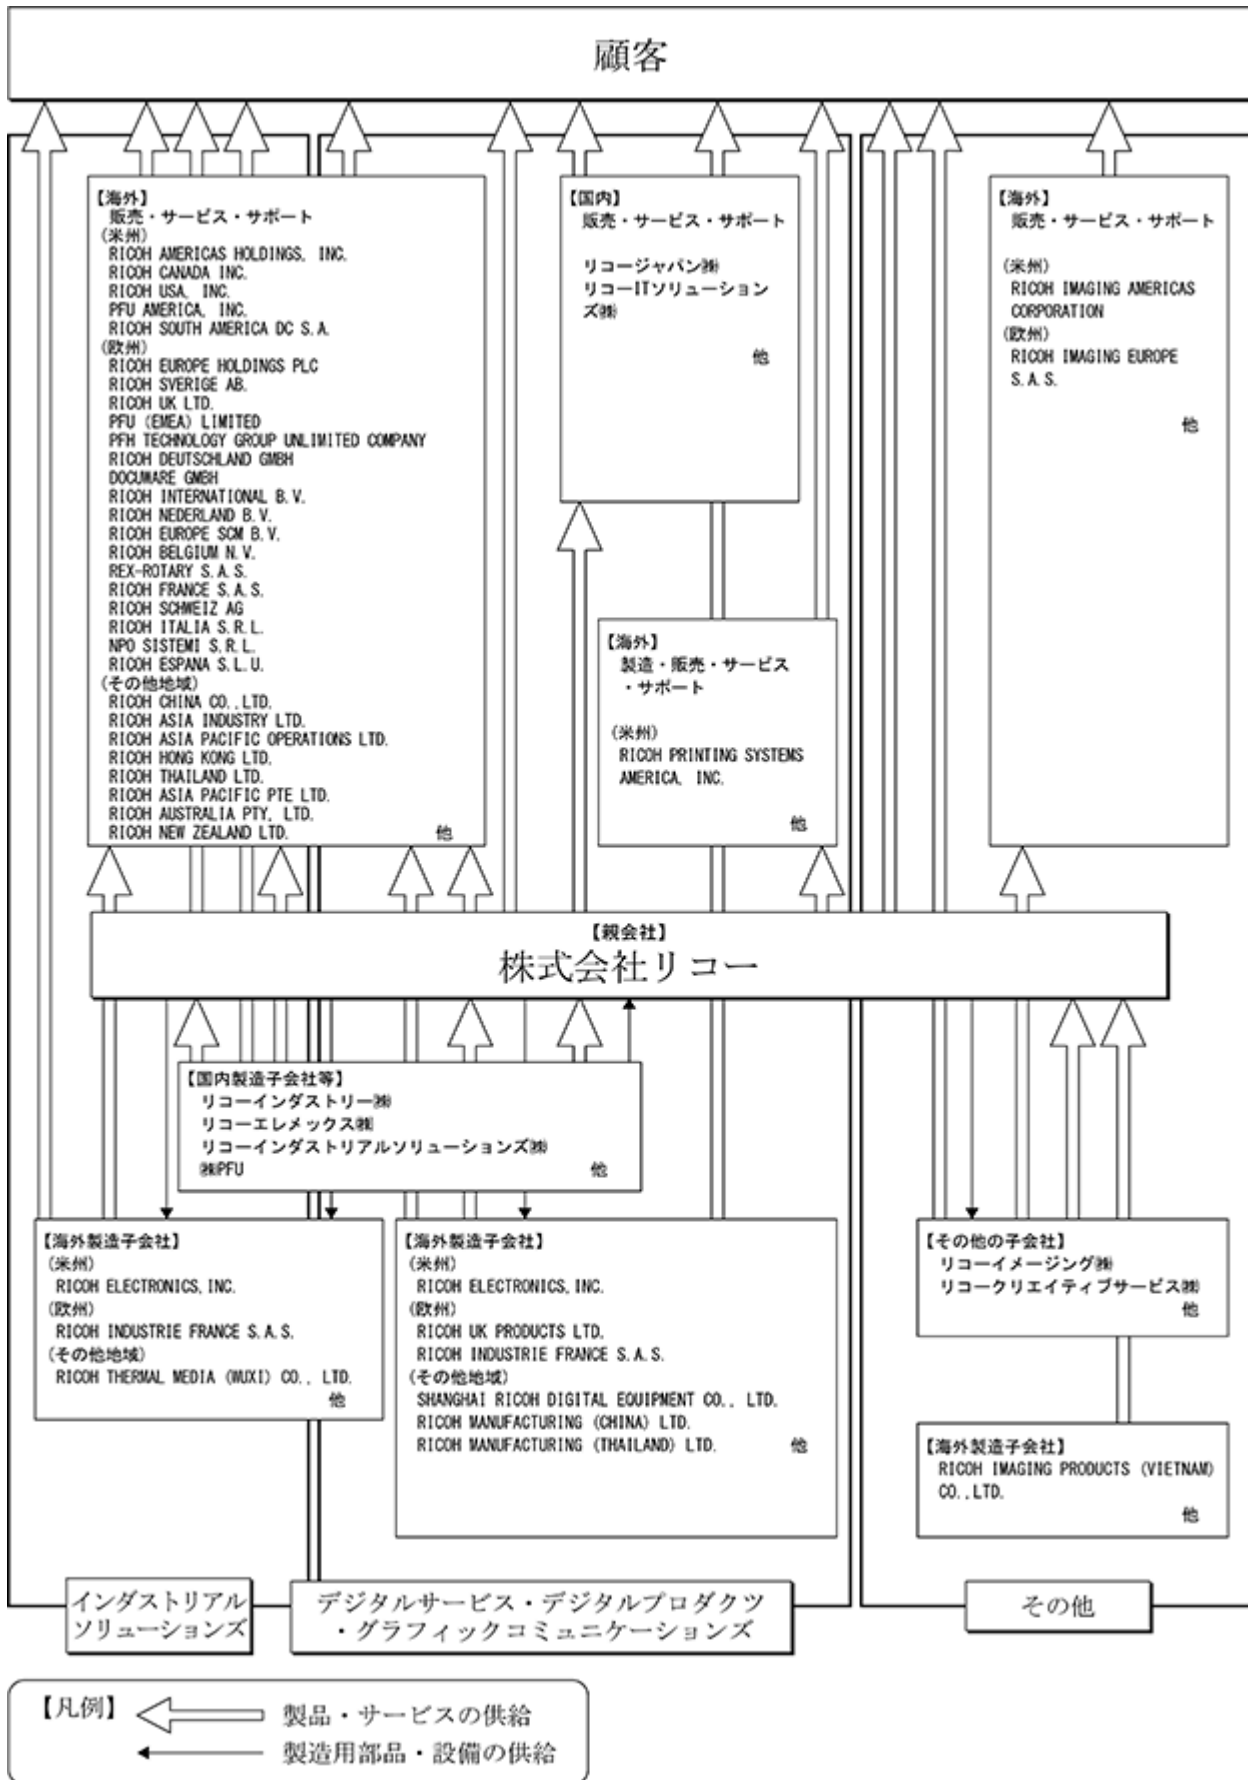 顧客
【海外】
販売・サービス・サポート
(米州)
RICOH AMERICAS HOLDINGS, INC.
RICOH CANADA INC.
RICOH USA, INC.
PFU AMERICA, INC.
RICOH SOUTH AMERICA DC S.A.
(欧州)
RICOH EUROPE HOLDINGS PLC
RICOH SVERIGE AB.
RICOH UK LTD.
PFU (EMEA) LIMITED
PFH TECHNOLOGY GROUP UNLIMITED COMPANY
RICOH DEUTSCHLAND GMBH
DOCUWARE GMBH
RICOH INTERNATIONAL B.V.
RICOH NEDERLAND B.V.
RICOH EUROPE SCM B.V.
RICOH BELGIUM N.V.
REX-ROTARY S.A.S.
RICOH FRANCE S.A.S.
RICOH SCHWEIZ AG
RICOH ITALIA S.R.L.
NPO SISTEMI S.R.L.
RICOH ESPANA S.L.U.
(その他地域)
RICOH CHINA CO.,LTD.
RICOH ASIA INDUSTRY LTD.
RICOH ASIA PACIFIC OPERATIONS LTD.
RICOH HONG KONG LTD.
RICOH THAILAND LTD.
RICOH ASIA PACIFIC PTE LTD.
RICOH AUSTRALIA PTY, LTD.
RICOH NEW ZEALAND LTD. 他
【国内】
販売・サービス・サポート
リコージャパン㈱
リコーITソリューション
ズ㈱
他
【海外】
製造・販売・サービス
・サポート
(米州)
RICOH PRINTING SYSTEMS
AMERICA, INC.
他
【海外】
販売・サービス・サポート
(米州)
RICOH IMAGING AMERICAS
CORPORATION
(欧州)
RICOH IMAGING EUROPE
S.A.S.
他
【親会社】
株式会社リコー
【国内製造子会社等】
リコーインダストリー㈱
リコーエレメックス㈱
リコーインダストリアルソリューションズ㈱
㈱PFU 他
【海外製造子会社】
(米州)
RICOH ELECTRONICS,INC.
(欧州)
RICOH INDUSTRIE FRANCE S.A.S.
(その他地域)
RICOH THERMAL MEDIA (WUXI) CO., LTD.
他
【海外製造子会社】
(米州)
RICOH ELECTRONICS,INC.
(欧州)
RICOH UK PRODUCTS LTD.
RICOH INDUSTRIE FRANCE S.A.S.
(その他地域)
SHANGHAI RICOH DIGITAL EQUIPMENT CO., LTD.
RICOH MANUFACTURING (CHINA) LTD.
RICOH MANUFACTURING (THAILAND) LTD. 他
【その他の子会社】
リコーイメージング㈱
リコークリエイティブサービス㈱
他
【海外製造子会社】
RICOH IMAGING PRODUCTS (VIETNAM)
CO.,LTD.
他
インダストリアル
ソリューションズ
デジタルサービス・デジタルプロダクツ
・グラフィックコミュニケーションズ
その他
【凡例】
製品・サービスの供給
製造用部品・設備の供給